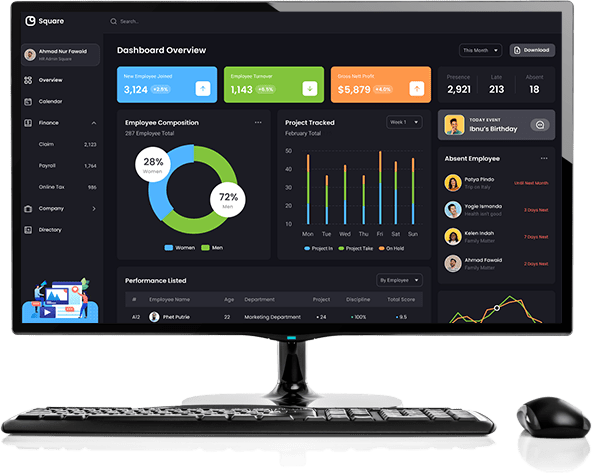 Square
Search..
Ahmad Nur Fawaid
HR Admin Square
Overview
Calendar
Finance
Claim 2,123
Payroll 1,764
Online Tax 986
Company
Directory
Dashboard Overview
This Month
Download
New Employee Joined
3,124 +2.5%
Employee Turnover
1,143 +6.5%
Gross Nett Profit
$5,879 +6.0%
Presence
2,921
Late
213
Absent
18
Employee Composition
287 Employee Total
28%
Women
72%
Men
Women Men
Project Tracked
February Total
Week 1
50
40
30
20
10
Mon Tue Wed Thu Fri Sat Sun
Project In Project Take On Hold
TODAY EVENT
Ibnu's Birthday
Absent Employee
Patya Pindo
Trip on Italy
Until Next Month
Yogie Ismanda
Health isn't good
3 Days Next
Kelen Indah
Family Matter
7 Days Next
Ahmad Fawaid
Family Matter
2 Days Next
Performance Listed
By Employee
# Employee Name Age Department Project Discipline Total Score
A12 Phet Putrie 22 Marketing Department 24 100% 9.5